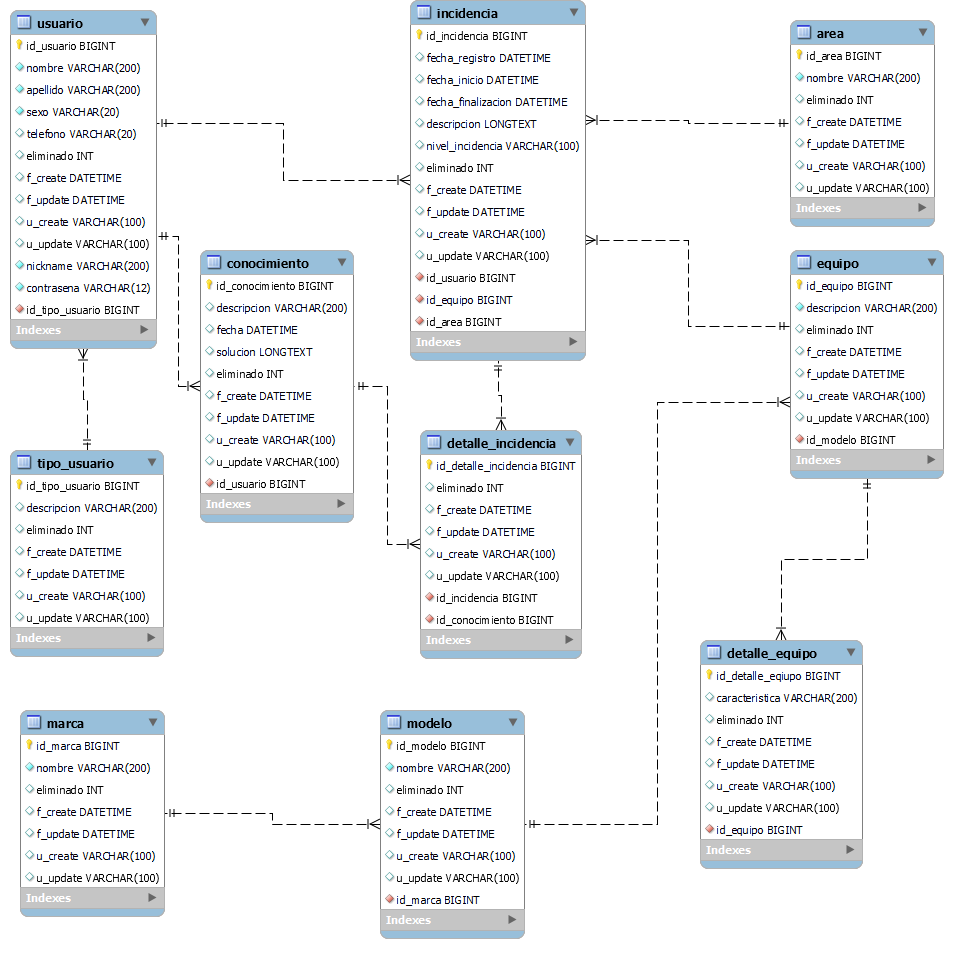 usuario
id_usuario BIGINT
nombre VARCHAR(200)
apellido VARCHAR(200)
sexo VARCHAR(20)
telefono VARCHAR(20)
eliminado INT
f_create DATETIME
f_update DATETIME
u_create VARCHAR(100)
u_update VARCHAR(100)
nickname VARCHAR(200)
contrasena VARCHAR(12)
id_tipo_usuario BIGINT
Indexes
incidencia
id_incidencia BIGINT
fecha_registro DATETIME
fecha_inicio DATETIME
fecha_finalizacion DATETIME
descripcion LONGTEXT
nivel_incidencia VARCHAR(100)
eliminado INT
f_create DATETIME
f_update DATETIME
u_create VARCHAR(100)
u_update VARCHAR(100)
id_usuario BIGINT
id_equipo BIGINT
id_area BIGINT
Indexes
area
id_area BIGINT
nombre VARCHAR(200)
eliminado INT
f_create DATETIME
f_update DATETIME
u_create VARCHAR(100)
u_update VARCHAR(100)
Indexes
conocimiento
id_conocimiento BIGINT
descripcion VARCHAR(200)
fecha DATETIME
solucion LONGTEXT
eliminado INT
f_create DATETIME
f_update DATETIME
u_create VARCHAR(100)
u_update VARCHAR(100)
id_usuario BIGINT
Indexes
equipo
id_equipo BIGINT
descripcion VARCHAR(200)
eliminado INT
f_create DATETIME
f_update DATETIME
u_create VARCHAR(100)
u_update VARCHAR(100)
id_modelo BIGINT
Indexes
tipo_usuario
id_tipo_usuario BIGINT
descripcion VARCHAR(200)
eliminado INT
f_create DATETIME
f_update DATETIME
u_create VARCHAR(100)
u_update VARCHAR(100)
Indexes
detalle_incidencia
id_detalle_incidencia BIGINT
eliminado INT
f_create DATETIME
f_update DATETIME
u_create VARCHAR(100)
u_update VARCHAR(100)
id_incidencia BIGINT
id_conocimiento BIGINT
Indexes
detalle_equipo
id_detalle_eqiupo BIGINT
caracteristica VARCHAR(200)
eliminado INT
f_create DATETIME
f_update DATETIME
u_create VARCHAR(100)
u_update VARCHAR(100)
id_equipo BIGINT
Indexes
marca
id_marca BIGINT
nombre VARCHAR(200)
eliminado INT
f_create DATETIME
f_update DATETIME
u_create VARCHAR(100)
u_update VARCHAR(100)
Indexes
modelo
id_modelo BIGINT
nombre VARCHAR(200)
eliminado INT
f_create DATETIME
f_update DATETIME
u_create VARCHAR(100)
u_update VARCHAR(100)
id_marca BIGINT
Indexes